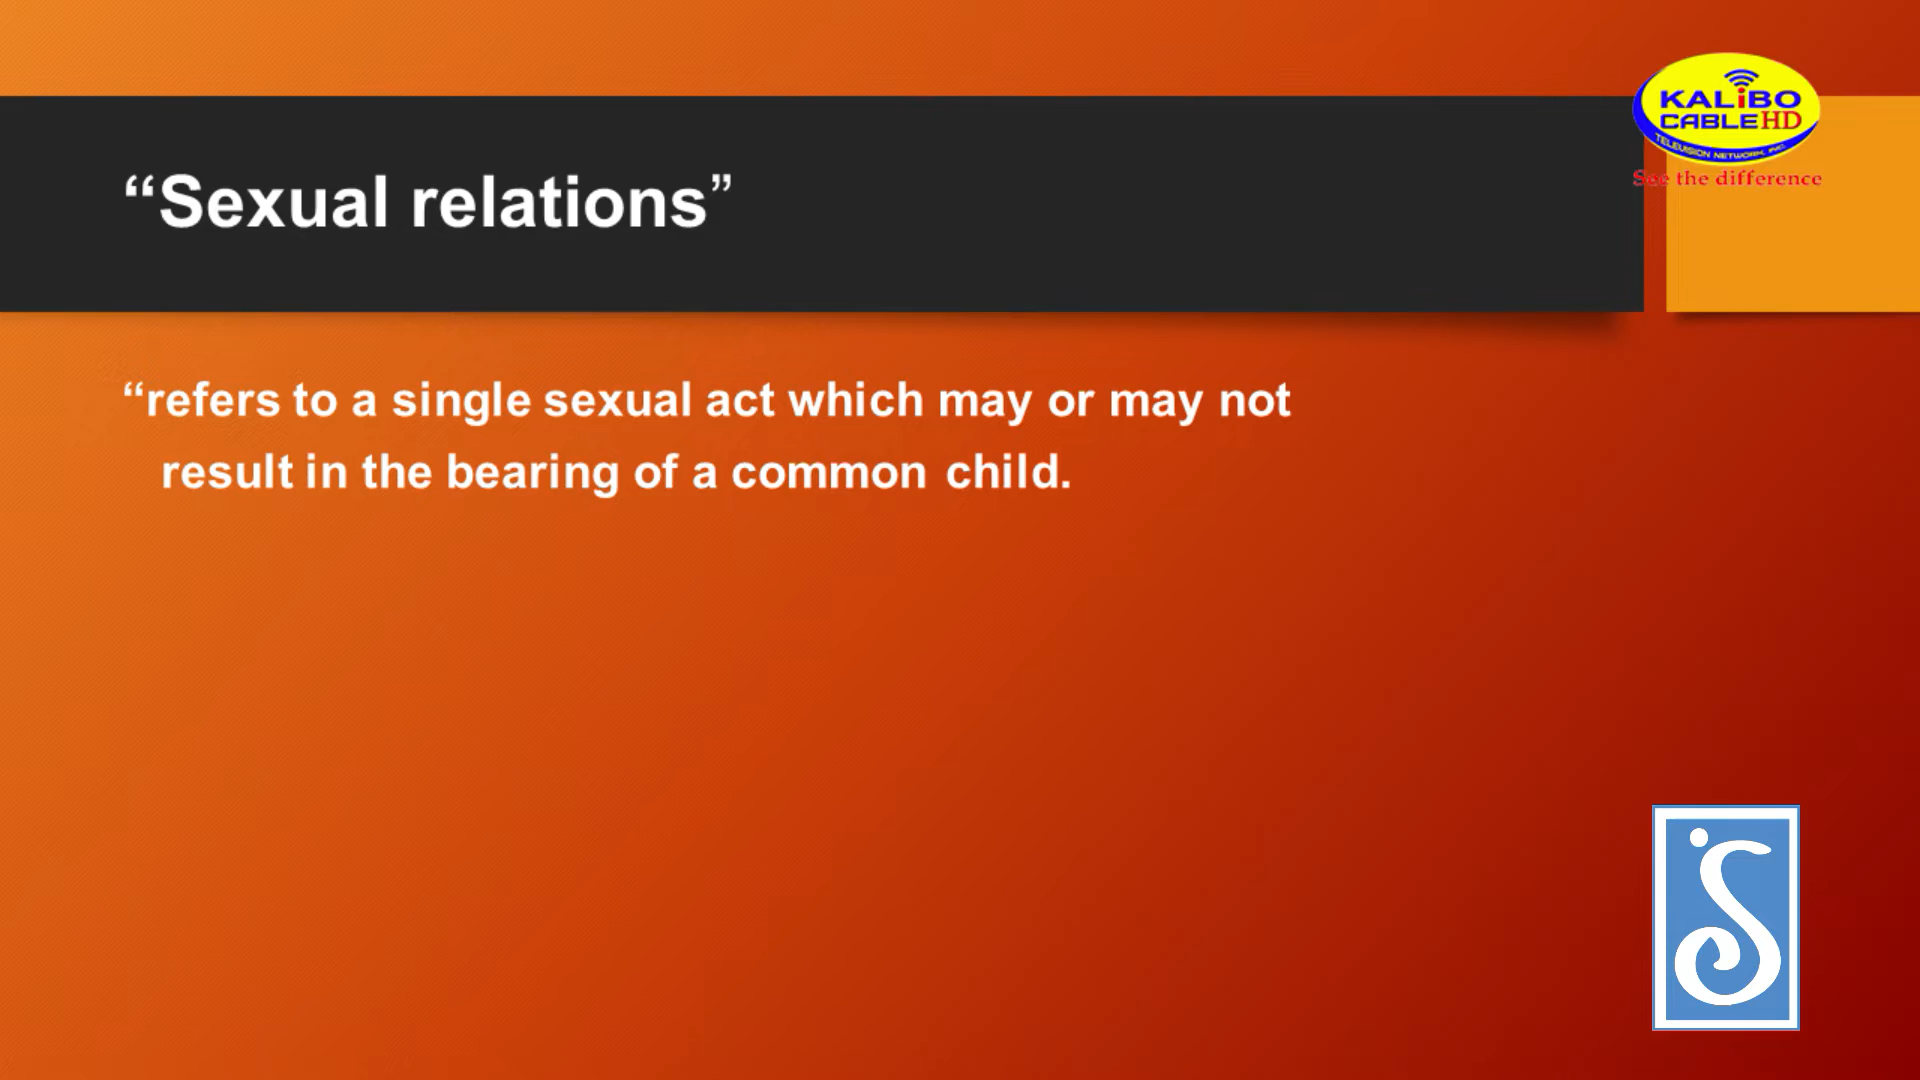 KALiBO
CABLE HD
TELEVISION NETWORK, INC.
See the difference
“Sexual relations”
“refers to a single sexual act which may or may not
result in the bearing of a common child.